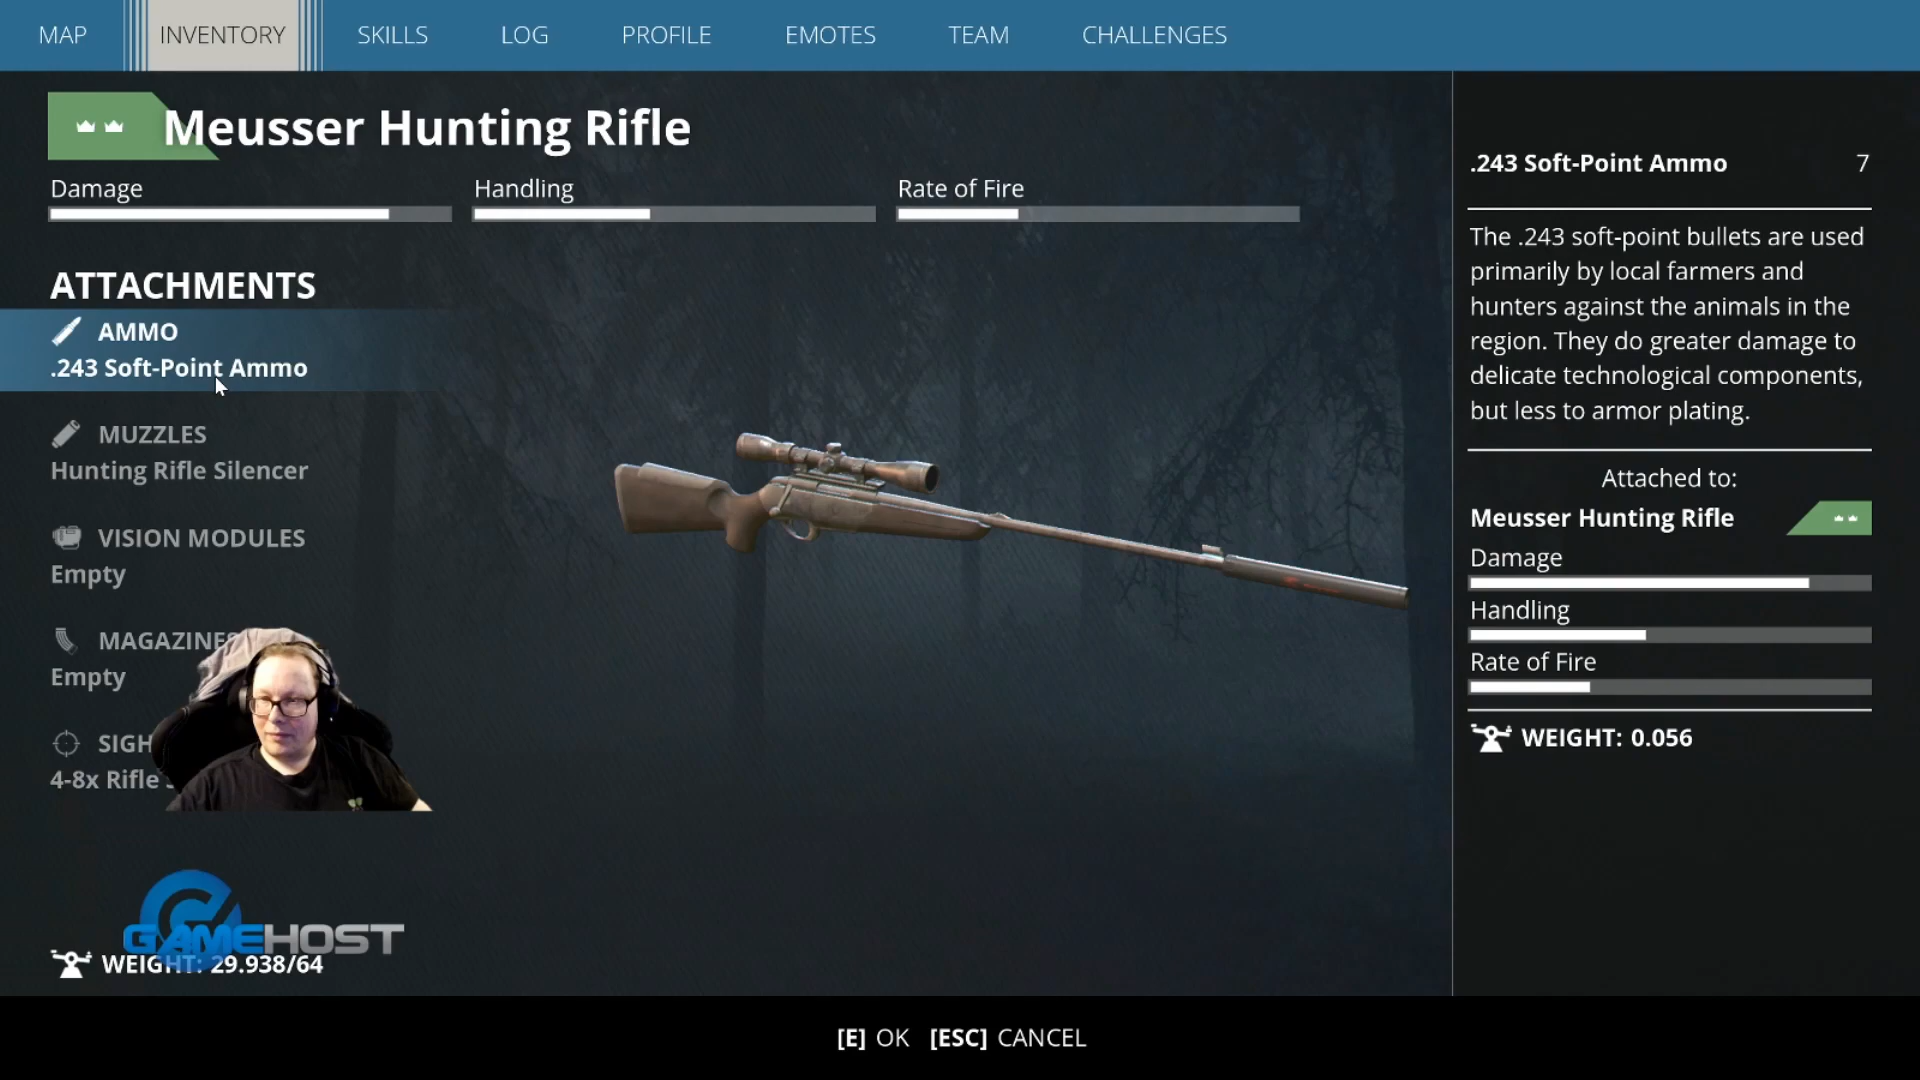 MAP
INVENTORY
SKILLS
LOG
PROFILE
EMOTES
TEAM
CHALLENGES
Meusser Hunting Rifle
Damage
Handling
Rate of Fire
ATTACHMENTS
AMMO
.243 Soft-Point Ammo
MUZZLES
Hunting Rifle Silencer
VISION MODULES
Empty
MAGAZINES
Empty
4-8x Rifle
GAMEHOST
WEIGHT: 29.938/64
.243 Soft-Point Ammo 7
The .243 soft-point bullets are used
primarily by local farmers and
hunters against the animals in the
region. They do greater damage to
delicate technological components,
but less to armor plating.
Attached to:
Meusser Hunting Rifle
Damage
Handling
Rate of Fire
WEIGHT: 0.056
[E] OK [ESC] CANCEL